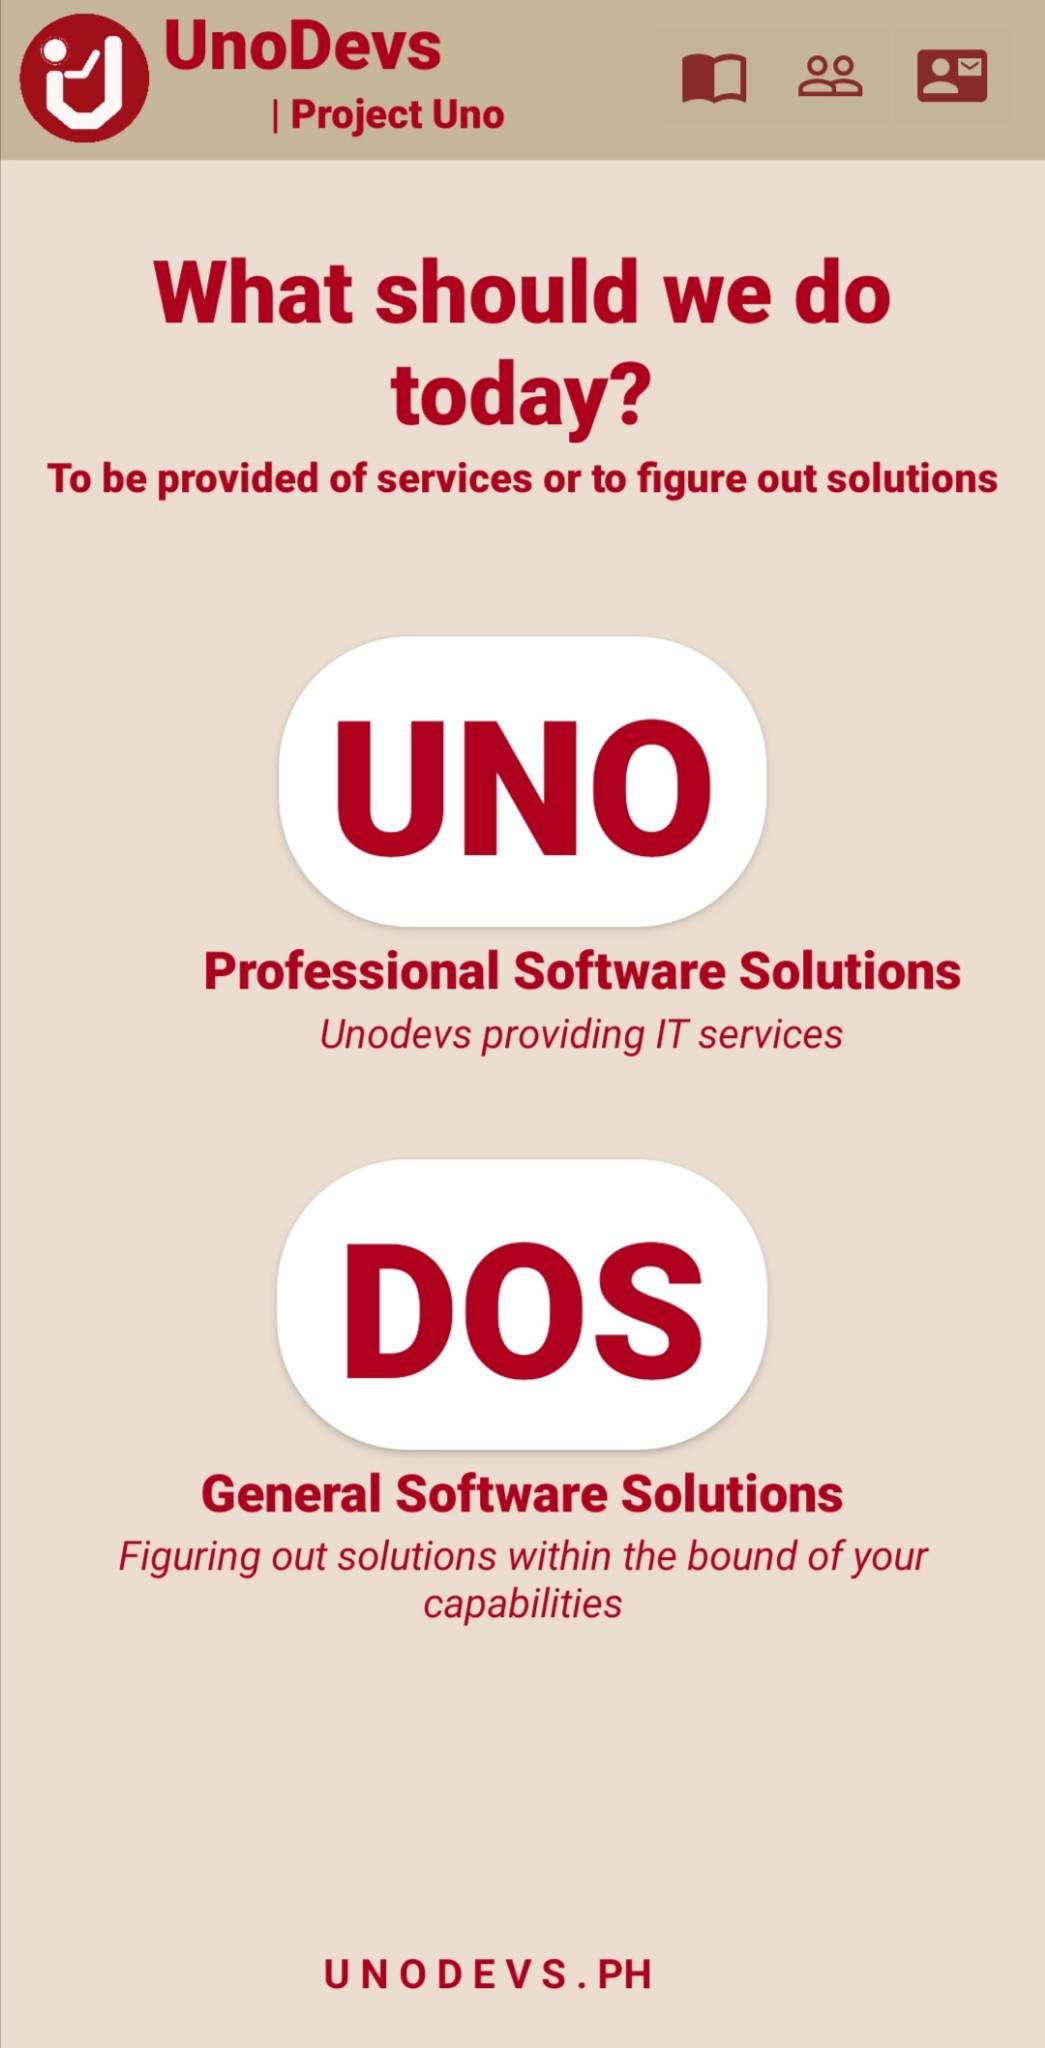 UnoDevs
| Project Uno
What should we do
today?
To be provided of services or to figure out solutions
UNO
Professional Software Solutions
Unodevs providing IT services
DOS
General Software Solutions
Figuring out solutions within the bound of your
capabilities
UNODEVS.PH